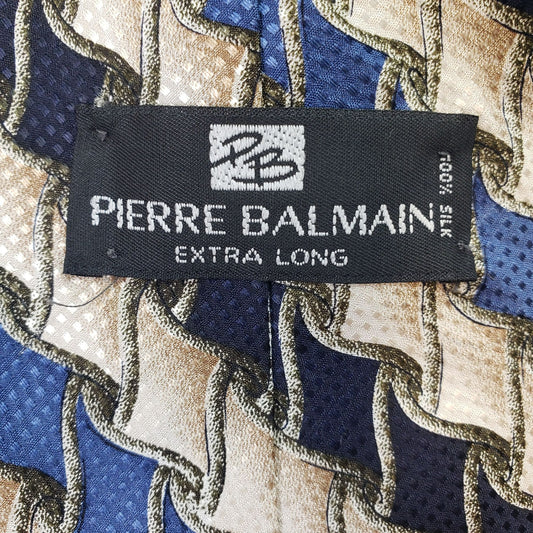 PB
PIERRE BALMAIN
EXTRA LONG
100% SILK